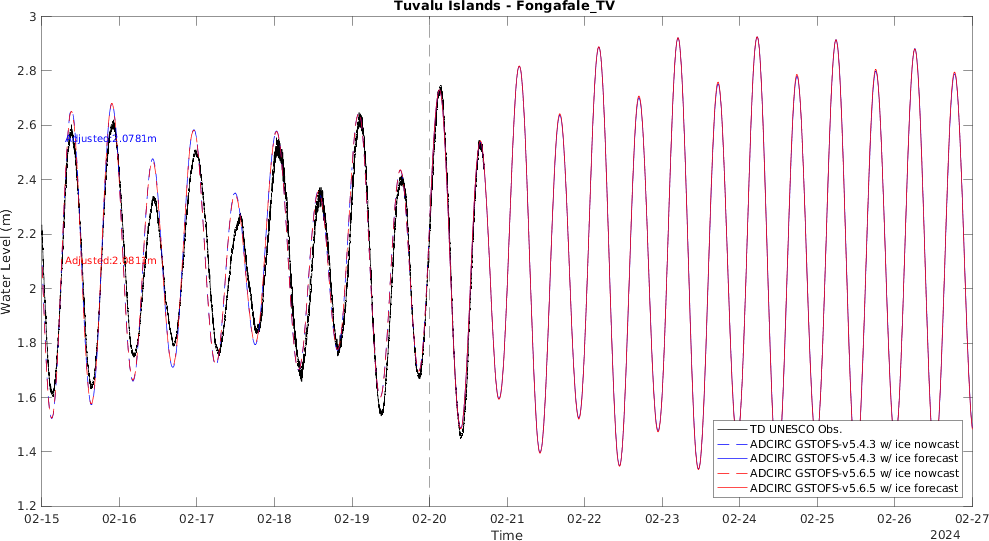 Tuvalu Islands - Fongafale_TV
3
2.8
2.6
2.4
2.2
2
1.8
1.6
1.4
1.2
Water Level (m)
Adjusted:2.0781m
TD UNESCO Obs.
ADCIRC GSTOFS-v5.4.3 w/ ice nowcast
ADCIRC GSTOFS-v5.4.3 w/ ice forecast
ADCIRC GSTOFS-v5.6.5 w/ ice nowcast
ADCIRC GSTOFS-v5.6.5 w/ ice forecast
02-15 02-16 02-17 02-18 02-19 02-20 02-21 02-22 02-23 02-24 02-25 02-26 02-27
Time
2024